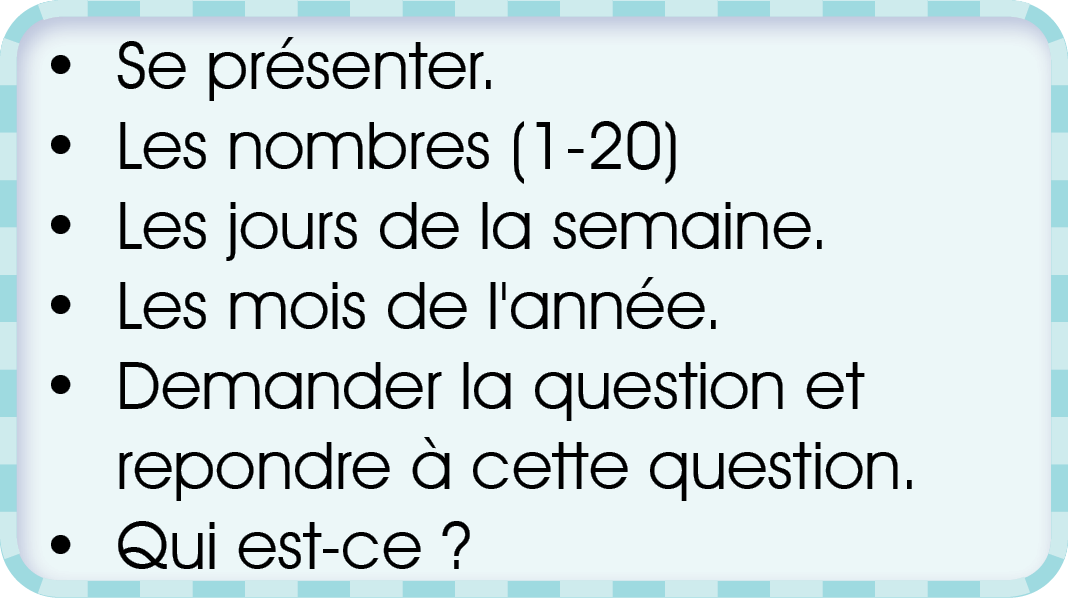 • Se présenter.
• Les nombres (1-20)
• Les jours de la semaine.
• Les mois de l'année.
• Demander la question et
repondre à cette question.
• Qui est-ce ?